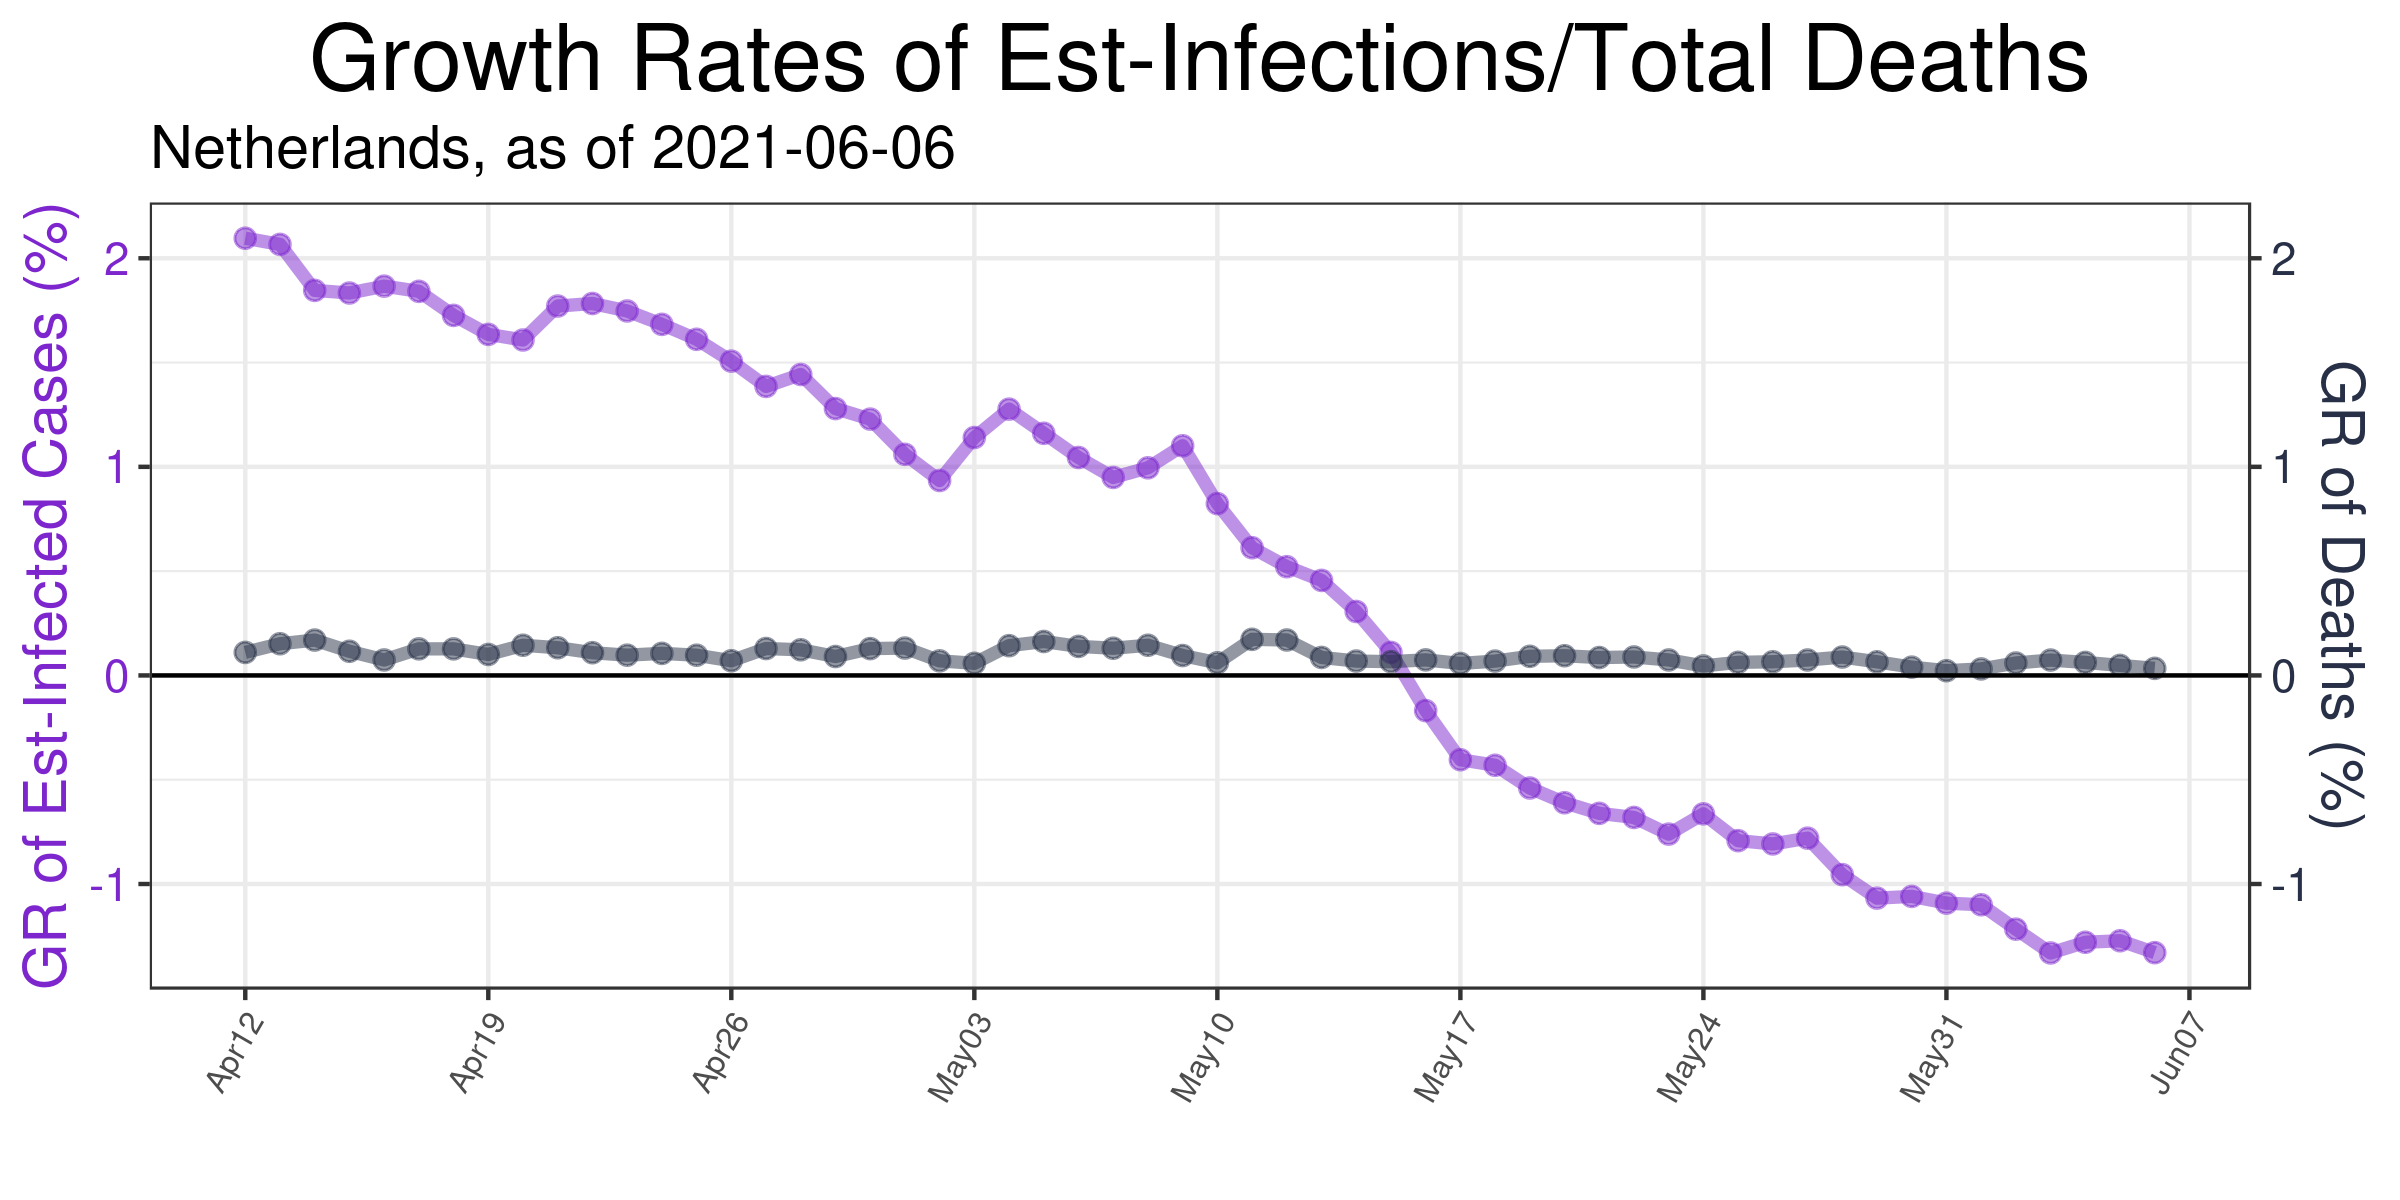 Growth Rates of Est-Infections/Total Deaths
Netherlands, as of 2021-06-06
GR of Est-Infected Cases (%)
2
1
0
-1
2
1
0
-1
GR of Deaths (%)
Apr12
Apr19
Apr26
May03
May10
May17
May24
May31
Jun07